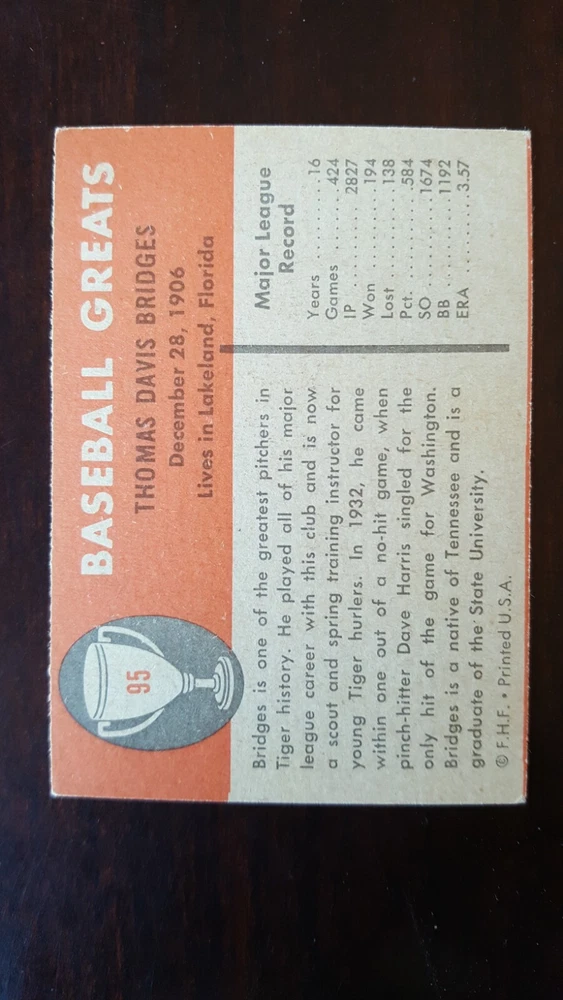 95
BASEBALL GREATS
THOMAS DAVIS BRIDGES
December 28, 1906
Lives in Lakeland, Florida
Bridges is one of the greatest pitchers in
Tiger history. He played all of his major
league career with this club and is now
a scout and spring training instructor for
young Tiger hurlers. In 1932, he came
within one out of a no-hit game, when
pinch-hitter Dave Harris singled for the
only hit of the game for Washington.
Bridges is a native of Tennessee and is a
graduate of the State University.
© F.H.F. • Printed U.S.A.
Major League
Record
Years . . . . . . . 16
Games . . . . . . 424
IP . . . . . . . . 2827
Won . . . . . . . 194
Lost . . . . . . . . 138
Pct. . . . . . . . .584
SO . . . . . . . 1674
BB . . . . . . . 1192
ERA . . . . . . . 3.57